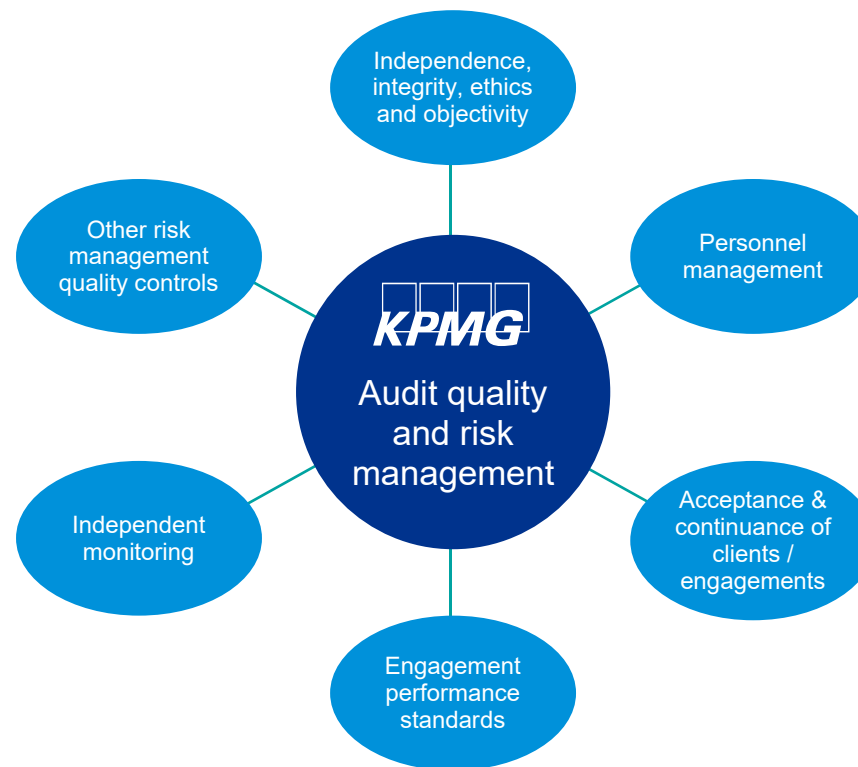 Independence,
integrity, ethics
and objectivity
Other risk
management
quality controls
Personnel
management
KPMG
Audit quality
and risk
management
Independent
monitoring
Acceptance &
continuance of
clients /
engagements
Engagement
performance
standards